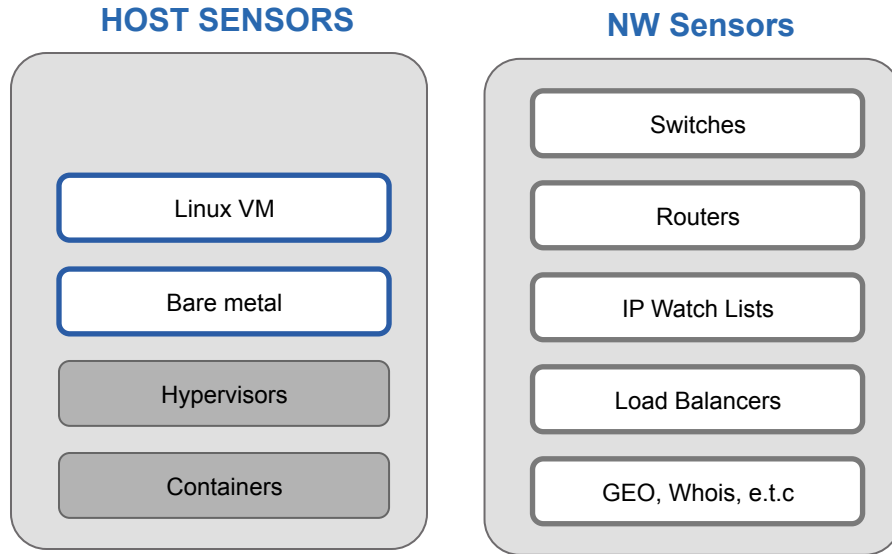 HOST SENSORS
Linux VM
Bare metal
Hypervisors
Containers
NW Sensors
Switches
Routers
IP Watch Lists
Load Balancers
GEO, Whois, e.t.c